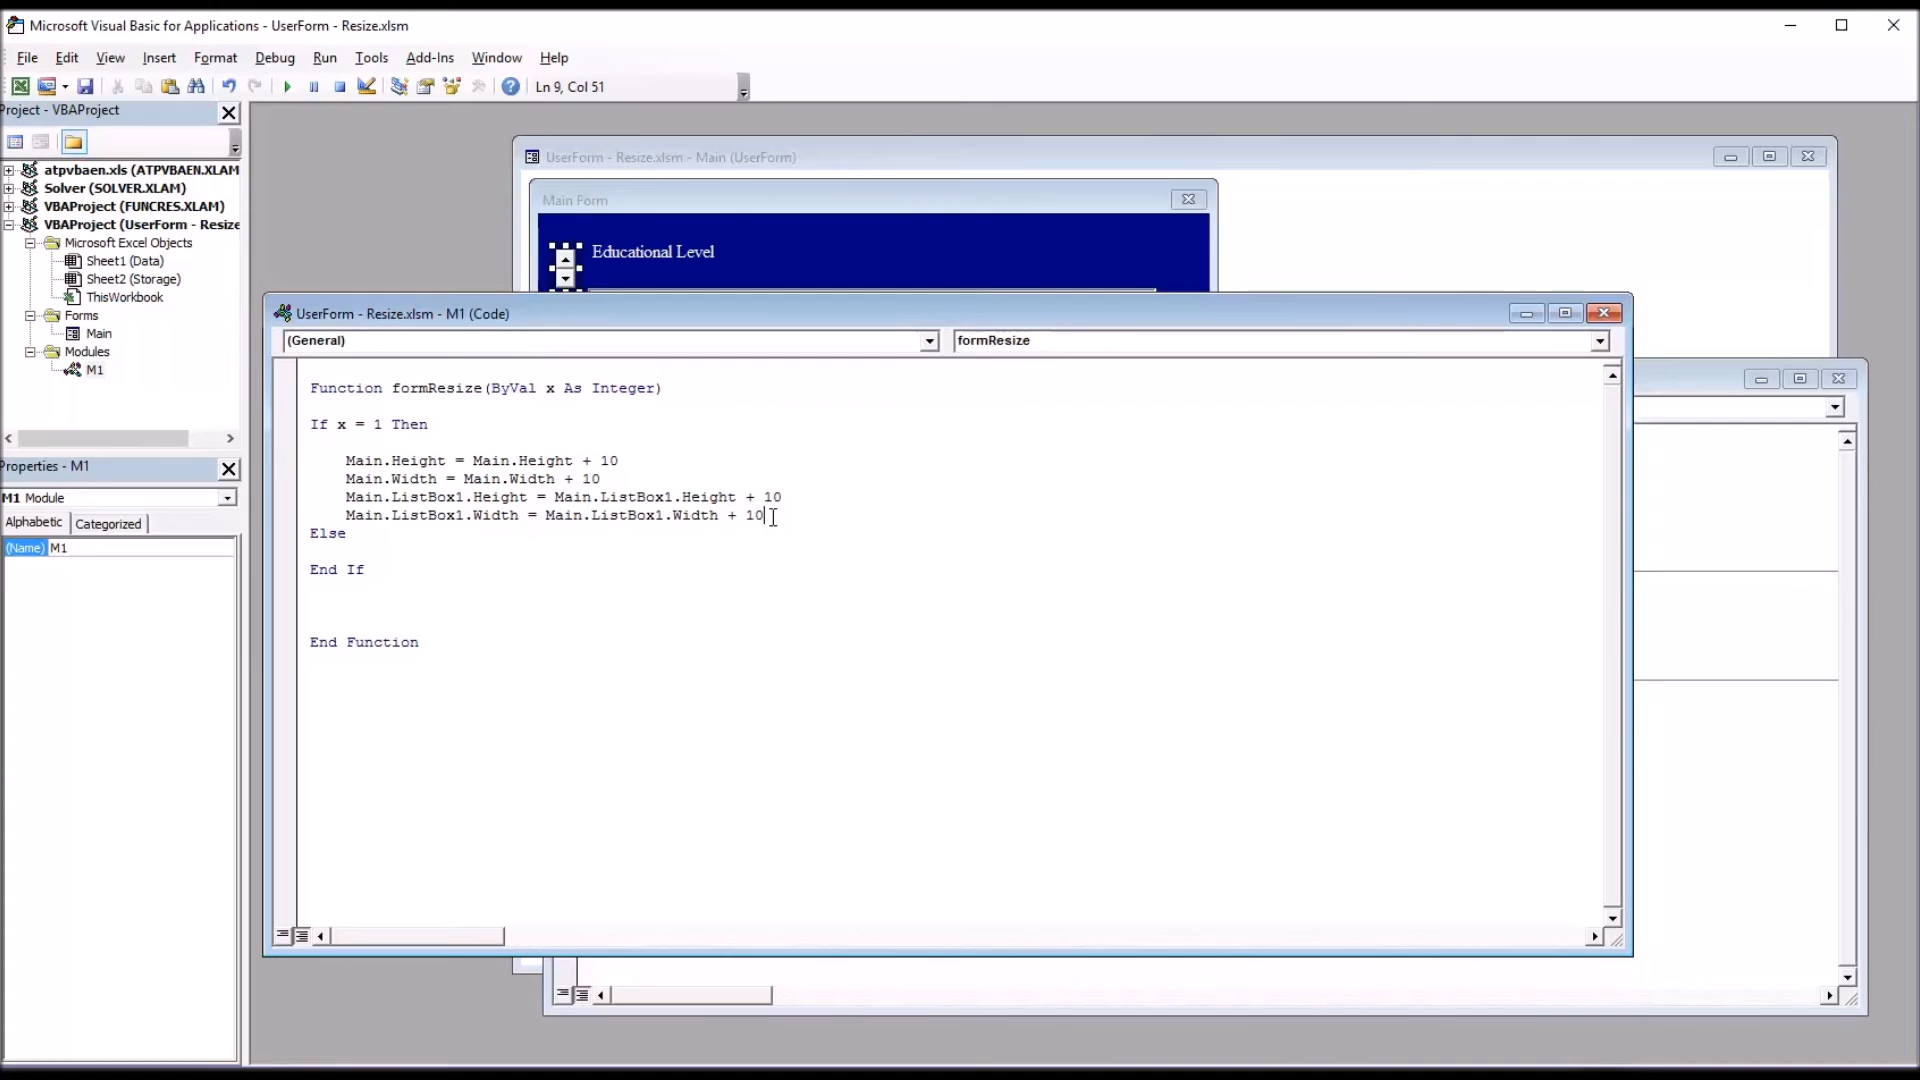 Microsoft Visual Basic for Applications - UserForm - Resize.xlsm
File Edit View Insert Format Debug Run Tools Add-Ins Window Help
Ln 9, Col 51
Project - VBAProject
atpvbaen.xls (ATPVBAEN.XLAM
Solver (SOLVER.XLAM)
VBAProject (FUNCRES.XLAM)
VBAProject (UserForm - Resize
Microsoft Excel Objects
Sheet1 (Data)
Sheet2 (Storage)
ThisWorkbook
Forms
Main
Modules
M1
Properties - M1
M1 Module
Alphabetic Categorized
(Name) M1
UserForm - Resize.xlsm - Main (UserForm)
Main Form
Educational Level
UserForm - Resize.xlsm - M1 (Code)
(General) formResize
Function formResize(ByVal x As Integer)
If x = 1 Then
Main.Height = Main.Height + 10
Main.Width = Main.Width + 10
Main.ListBox1.Height = Main.ListBox1.Height + 10
Main.ListBox1.Width = Main.ListBox1.Width + 10
Else
End If
End Function